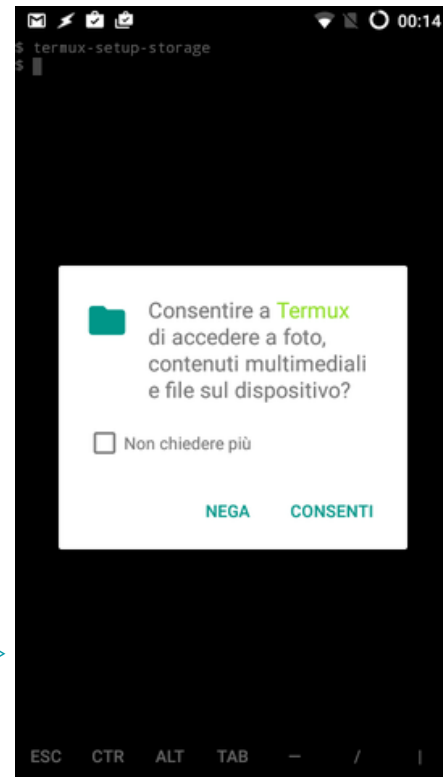 00:14
$ termux-setup-storage
$
Consentire a Termux
di accedere a foto,
contenuti multimediali
e file sul dispositivo?
Non chiedere più
NEGA CONSENTI
>
ESC CTR ALT TAB — / |